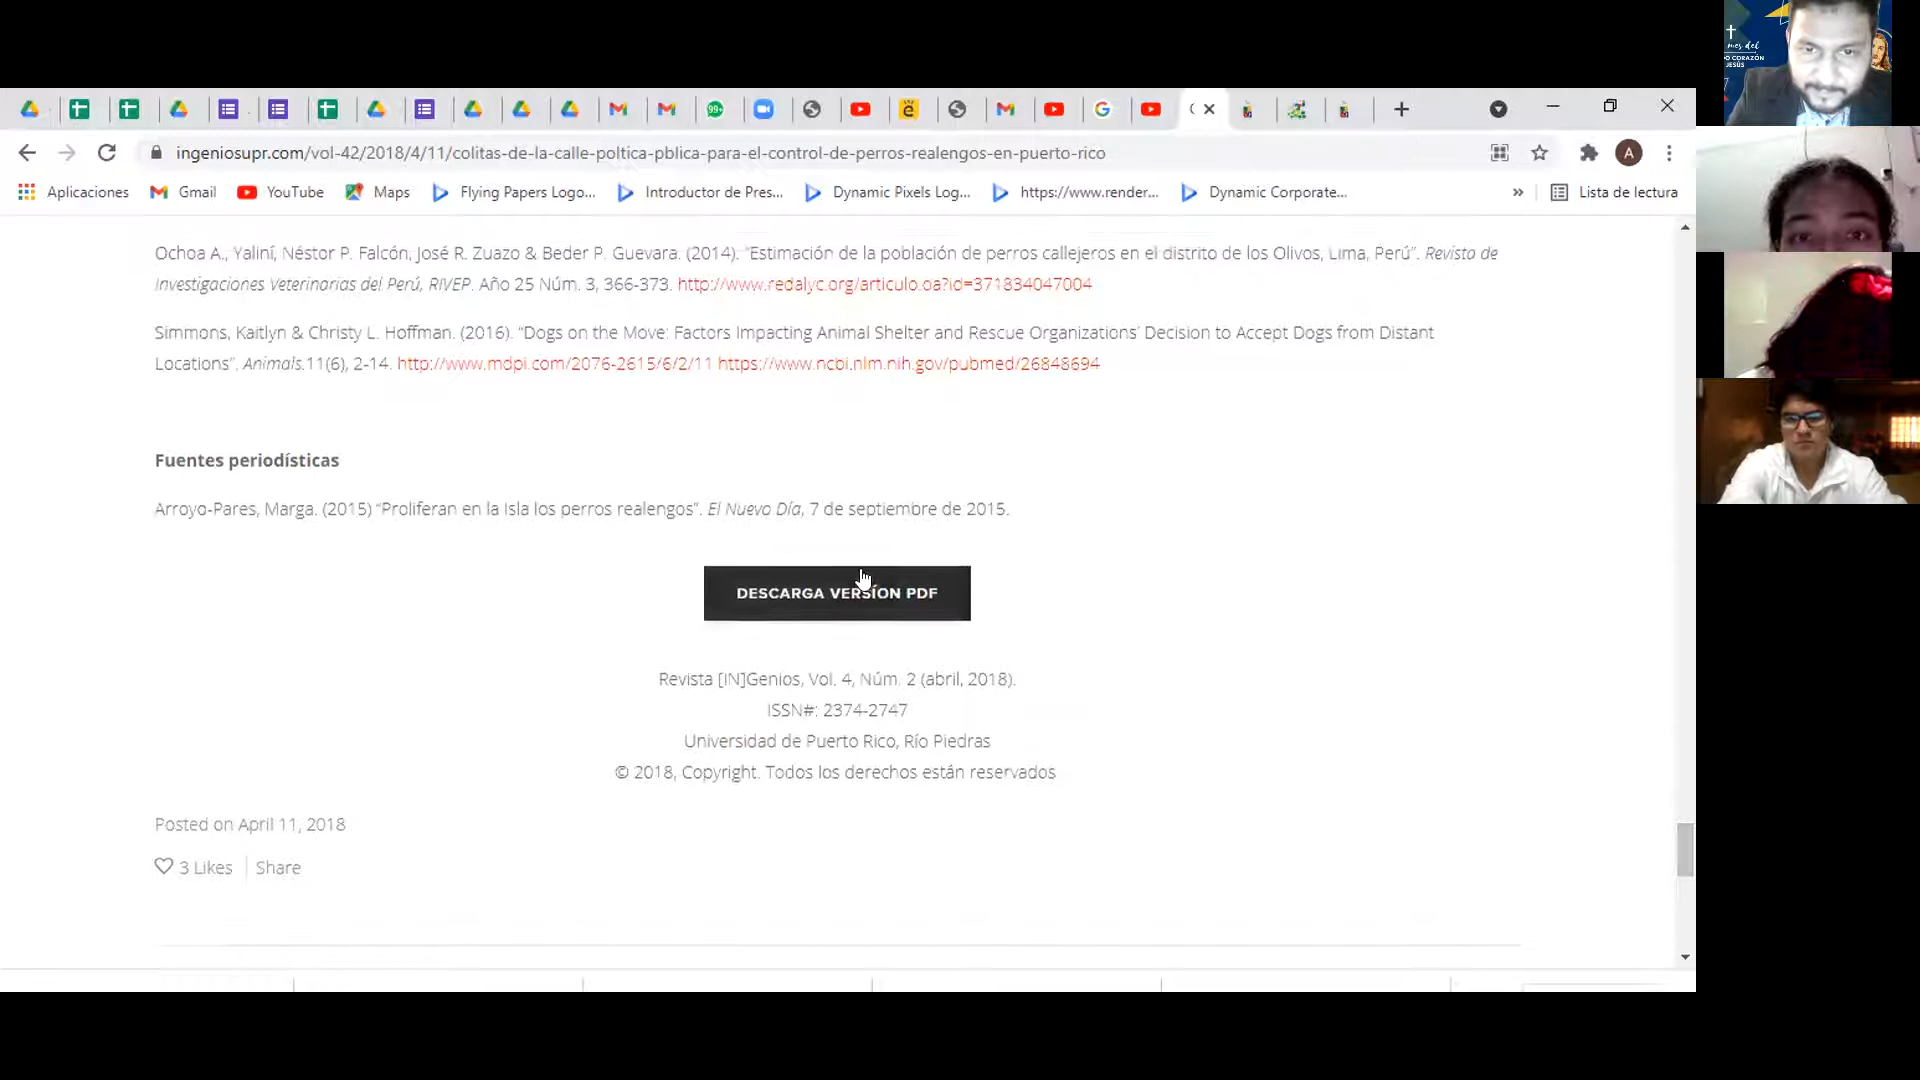 mes del
O CORAZÓN
JESÚS
99+
ingeniosupr.com/vol-42/2018/4/11/colitas-de-la-calle-poltica-pblica-para-el-control-de-perros-realengos-en-puerto-rico
A
Aplicaciones Gmail YouTube Maps Flying Papers Logo... Introductor de Pres... Dynamic Pixels Log... https://www.render... Dynamic Corporate... » Lista de lectura
Ochoa A., Yaliní, Néstor P. Falcón, José R. Zuazo & Beder P. Guevara. (2014). “Estimación de la población de perros callejeros en el distrito de los Olivos, Lima, Perú”. Revista de
Investigaciones Veterinarias del Perú, RIVEP. Año 25 Núm. 3, 366-373. http://www.redalyc.org/articulo.oa?id=371834047004
Simmons, Kaitlyn & Christy L. Hoffman. (2016). “Dogs on the Move: Factors Impacting Animal Shelter and Rescue Organizations’ Decision to Accept Dogs from Distant
Locations”. Animals.11(6), 2-14. http://www.mdpi.com/2076-2615/6/2/11 https://www.ncbi.nlm.nih.gov/pubmed/26848694
Fuentes periodísticas
Arroyo-Pares, Marga. (2015) “Proliferan en la Isla los perros realengos”. El Nuevo Día, 7 de septiembre de 2015.
DESCARGA VERSÍON PDF
Revista [IN]Genios, Vol. 4, Núm. 2 (abril, 2018).
ISSN#: 2374-2747
Universidad de Puerto Rico, Río Piedras
© 2018, Copyright. Todos los derechos están reservados
Posted on April 11, 2018
3 Likes Share